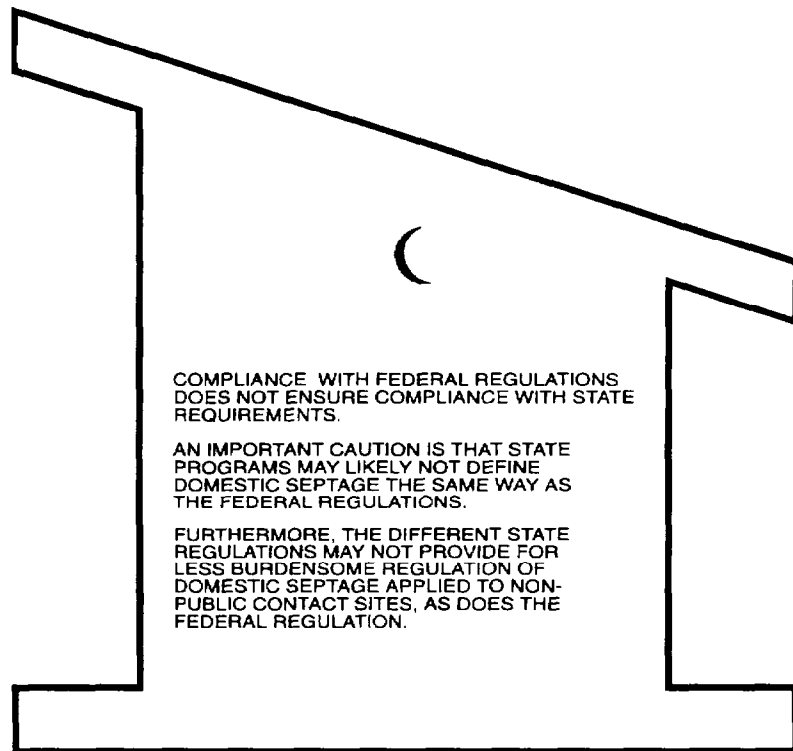 COMPLIANCE WITH FEDERAL REGULATIONS
DOES NOT ENSURE COMPLIANCE WITH STATE
REQUIREMENTS.
AN IMPORTANT CAUTION IS THAT STATE
PROGRAMS MAY LIKELY NOT DEFINE
DOMESTIC SEPTAGE THE SAME WAY AS
THE FEDERAL REGULATIONS.
FURTHERMORE, THE DIFFERENT STATE
REGULATIONS MAY NOT PROVIDE FOR
LESS BURDENSOME REGULATION OF
DOMESTIC SEPTAGE APPLIED TO NON-
PUBLIC CONTACT SITES, AS DOES THE
FEDERAL REGULATION.